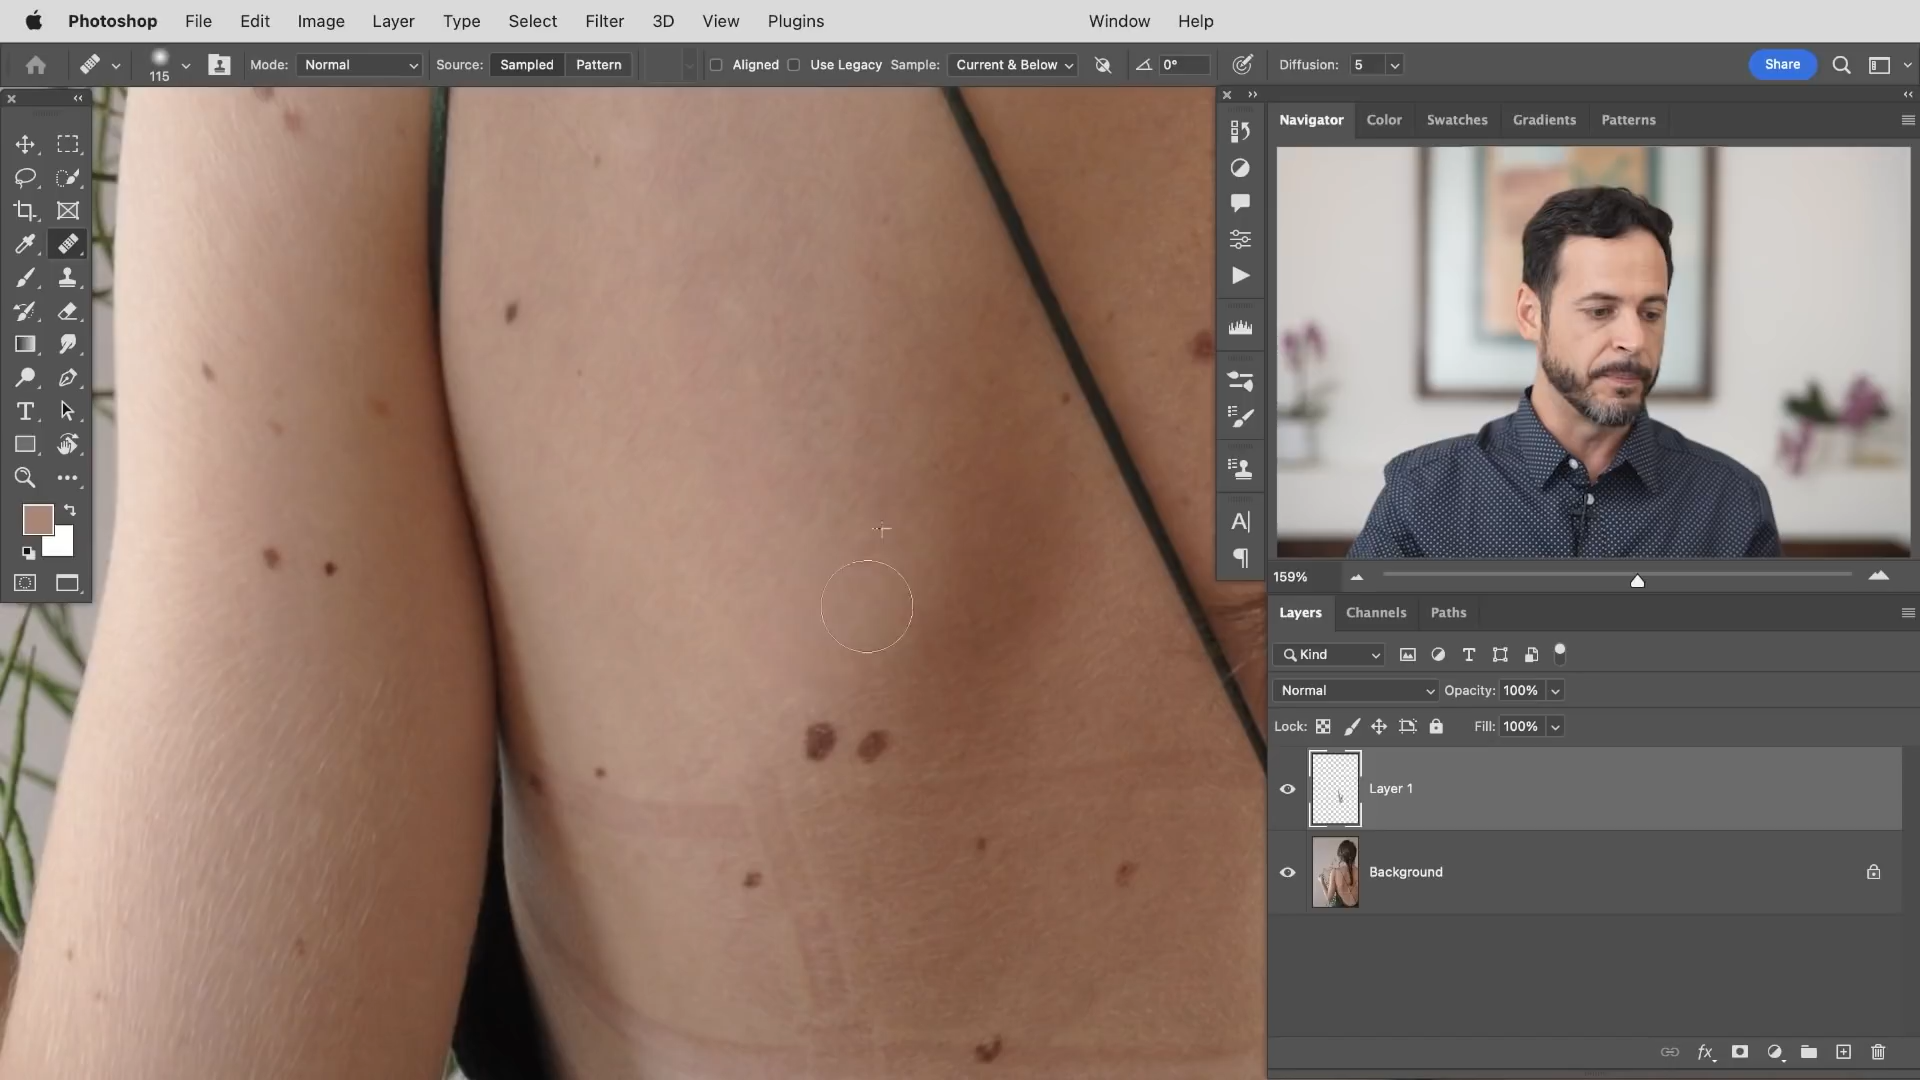 Photoshop File Edit Image Layer Type Select Filter 3D View Plugins Window Help
115 Mode: Normal Source: Sampled Pattern Aligned Use Legacy Sample: Current & Below 0° Diffusion: 5 Share
Navigator Color Swatches Gradients Patterns
159%
Layers Channels Paths
Kind
Normal Opacity: 100%
Lock: Fill: 100%
Layer 1
Background